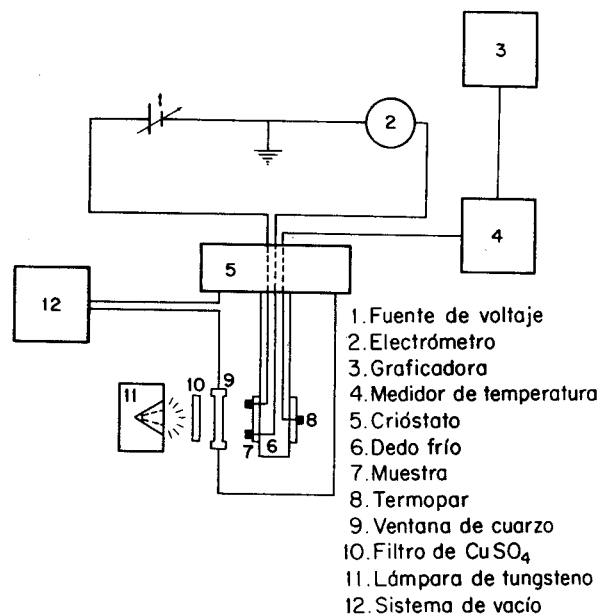 1
2
3
4
5
12
11
10
9
7
6
8
1. Fuente de voltaje
2. Electrómetro
3. Graficadora
4. Medidor de temperatura
5. Crióstato
6. Dedo frío
7. Muestra
8. Termopar
9. Ventana de cuarzo
10. Filtro de CuSO₄
11. Lámpara de tungsteno
12. Sistema de vacío